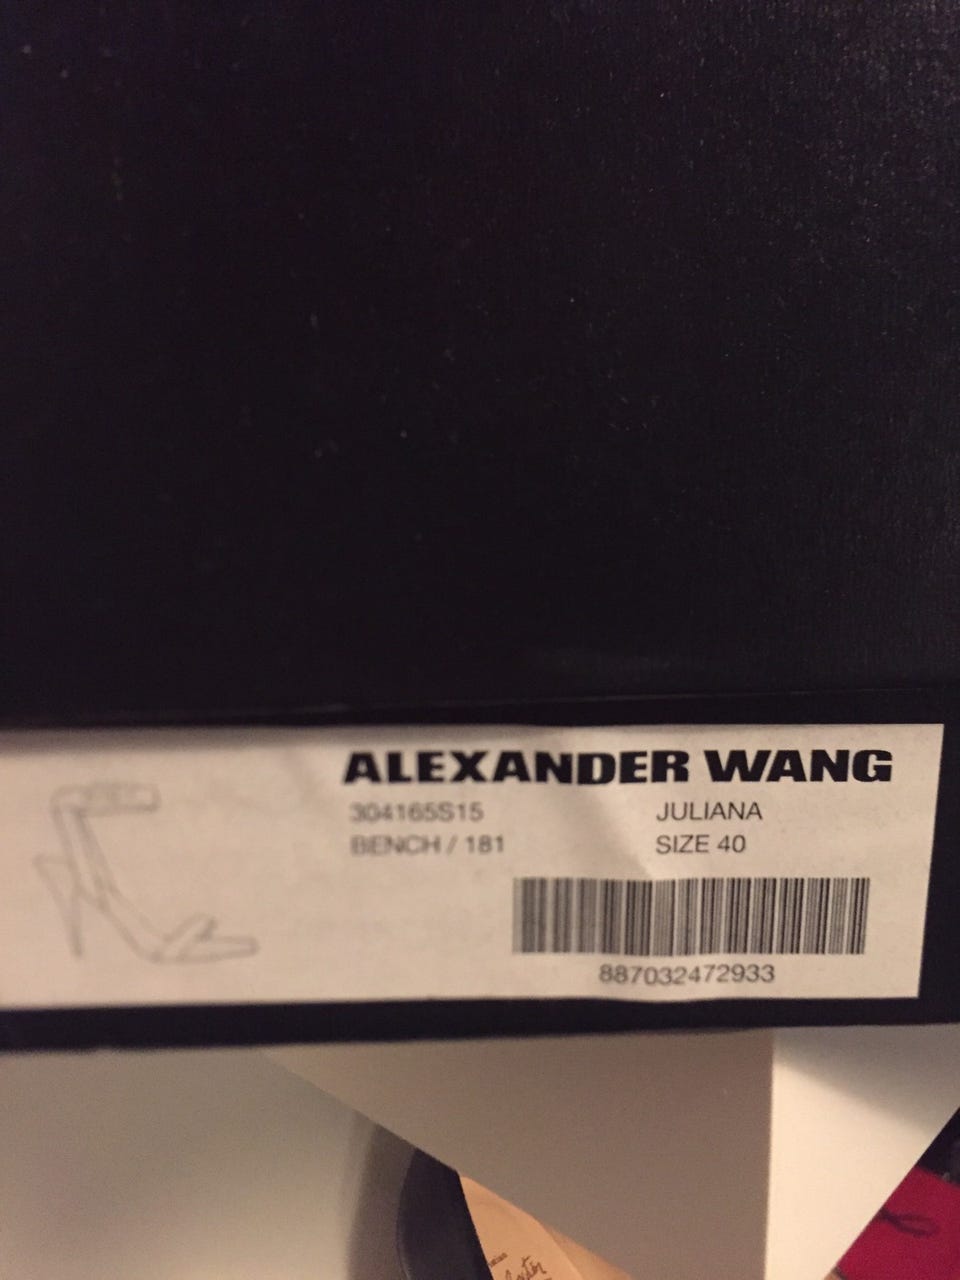 ALEXANDER WANG
304165S15 JULIANA
BENCH / 181 SIZE 40
887032472933